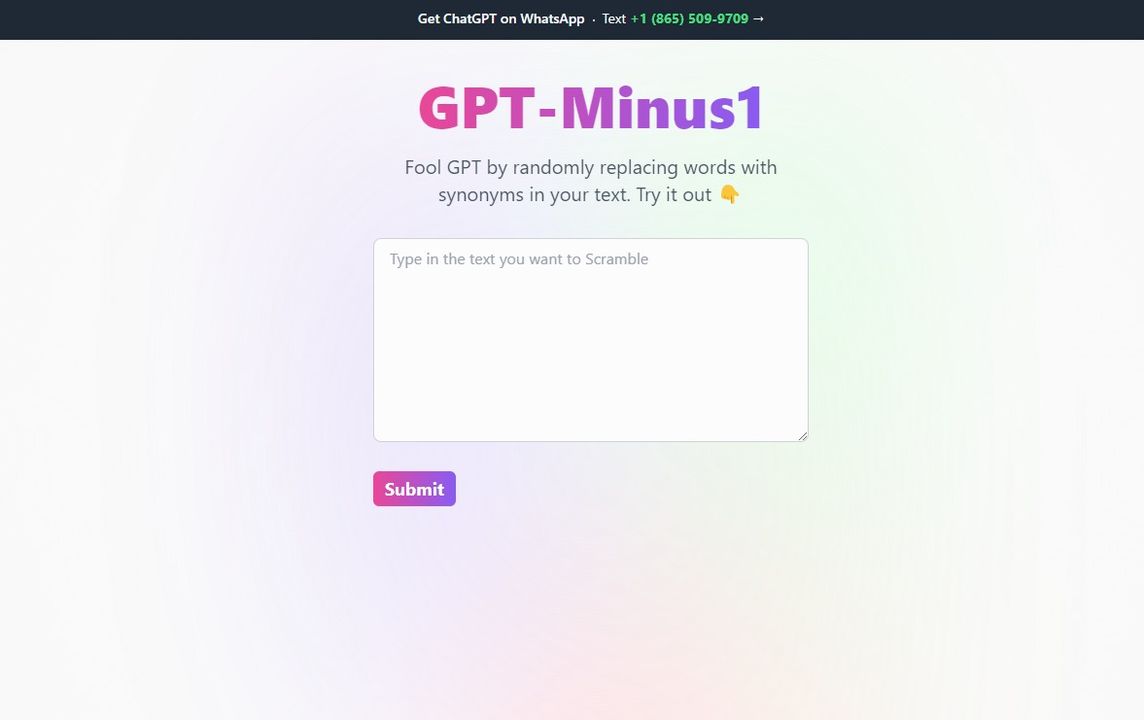 Get ChatGPT on WhatsApp · Text +1 (865) 509-9709 →
GPT-Minus1
Fool GPT by randomly replacing words with
synonyms in your text. Try it out 👇
Type in the text you want to Scramble
Submit